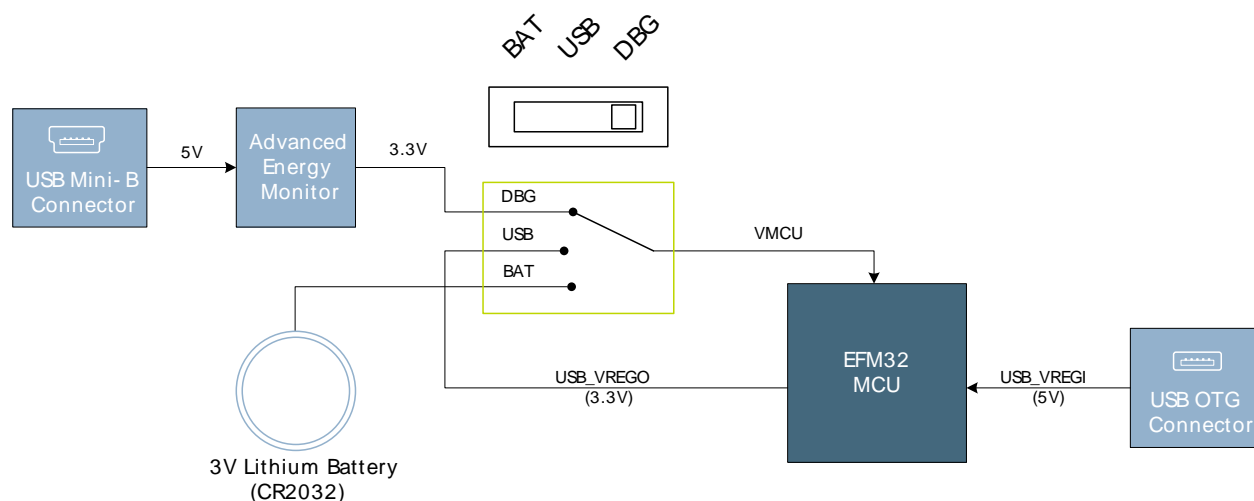 BAT
USB
DBG
USB Mini-B
Connector
5V
Advanced
Energy
Monitor
3.3V
DBG
USB
BAT
VMCU
EFM32
MCU
USB_VREGO
(3.3V)
USB_VREGI
(5V)
USB OTG
Connector
3V Lithium Battery
(CR2032)